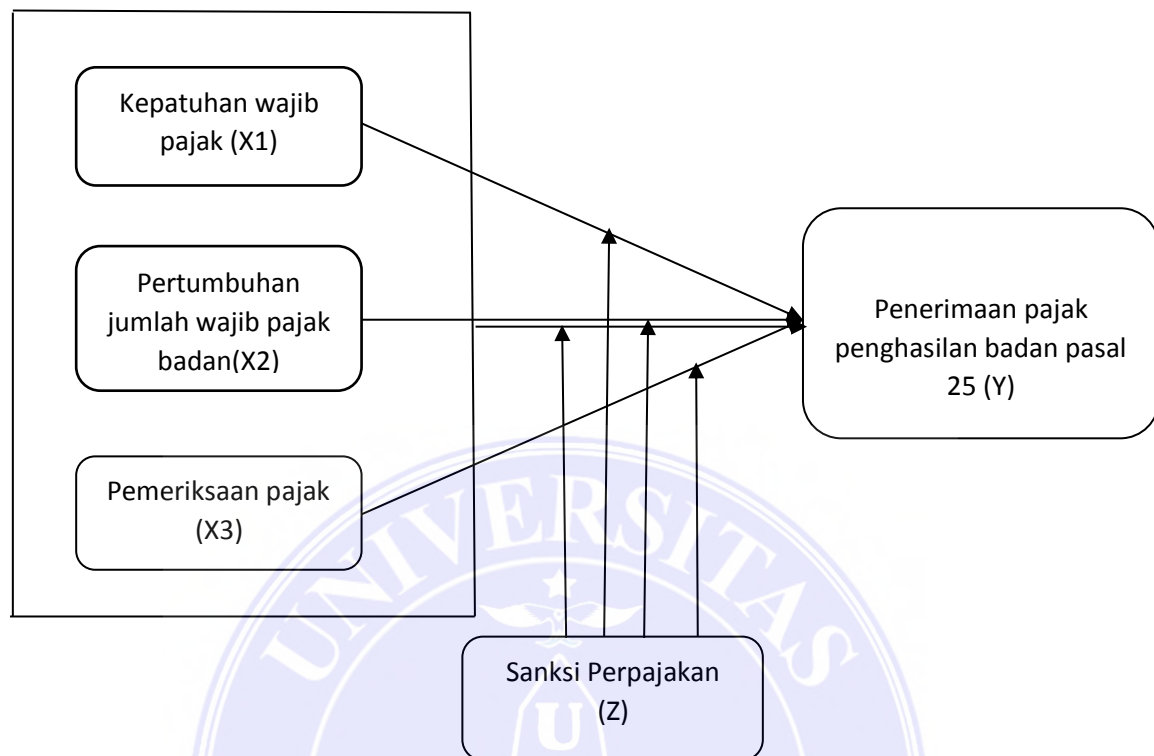 Kepatuhan wajib
pajak (X1)
Pertumbuhan
jumlah wajib pajak
badan(X2)
Pemeriksaan pajak
(X3)
Penerimaan pajak
penghasilan badan pasal
25 (Y)
Sanksi Perpajakan
(Z)
UNIVERSITAS
U